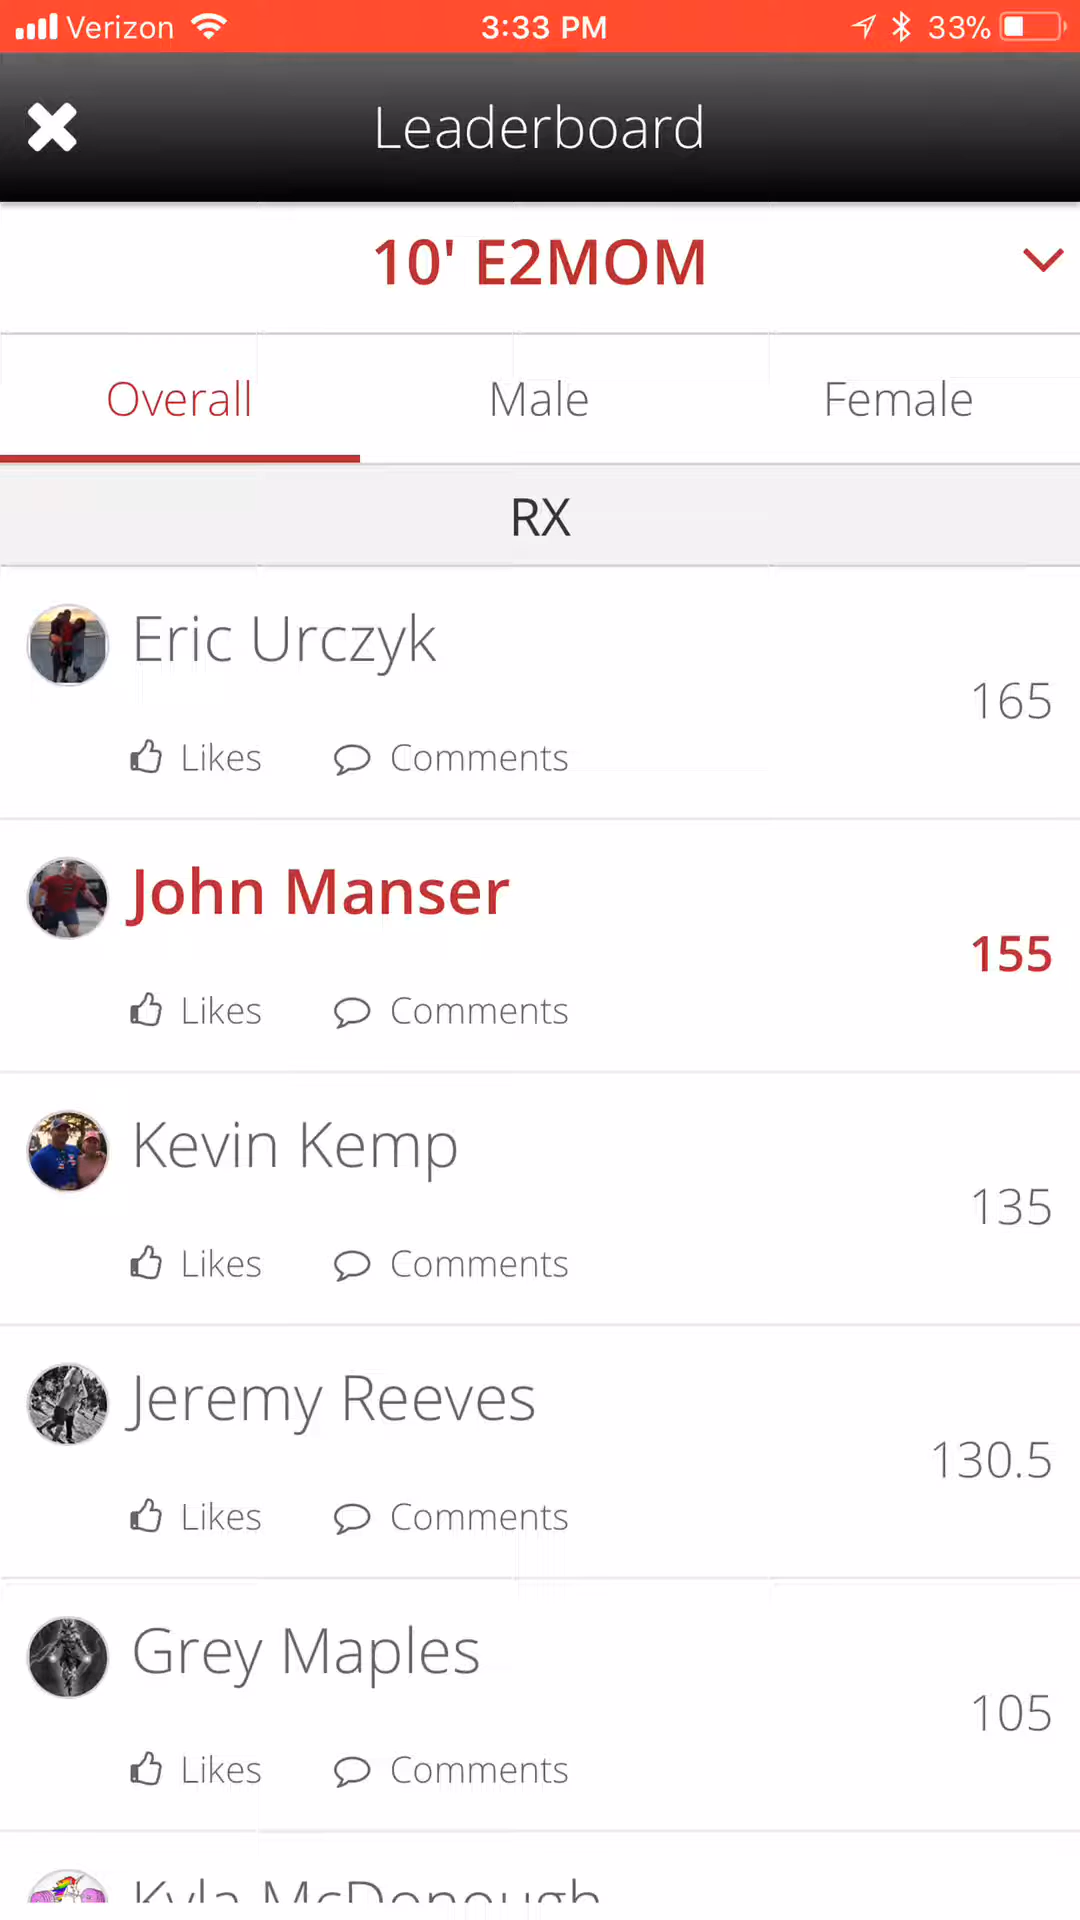 Verizon 3:33 PM 33%
Leaderboard
10' E2MOM
Overall Male Female
RX
Eric Urczyk
165
Likes Comments
John Manser
155
Likes Comments
Kevin Kemp
135
Likes Comments
Jeremy Reeves
130.5
Likes Comments
Grey Maples
105
Likes Comments
Kyla McDonough